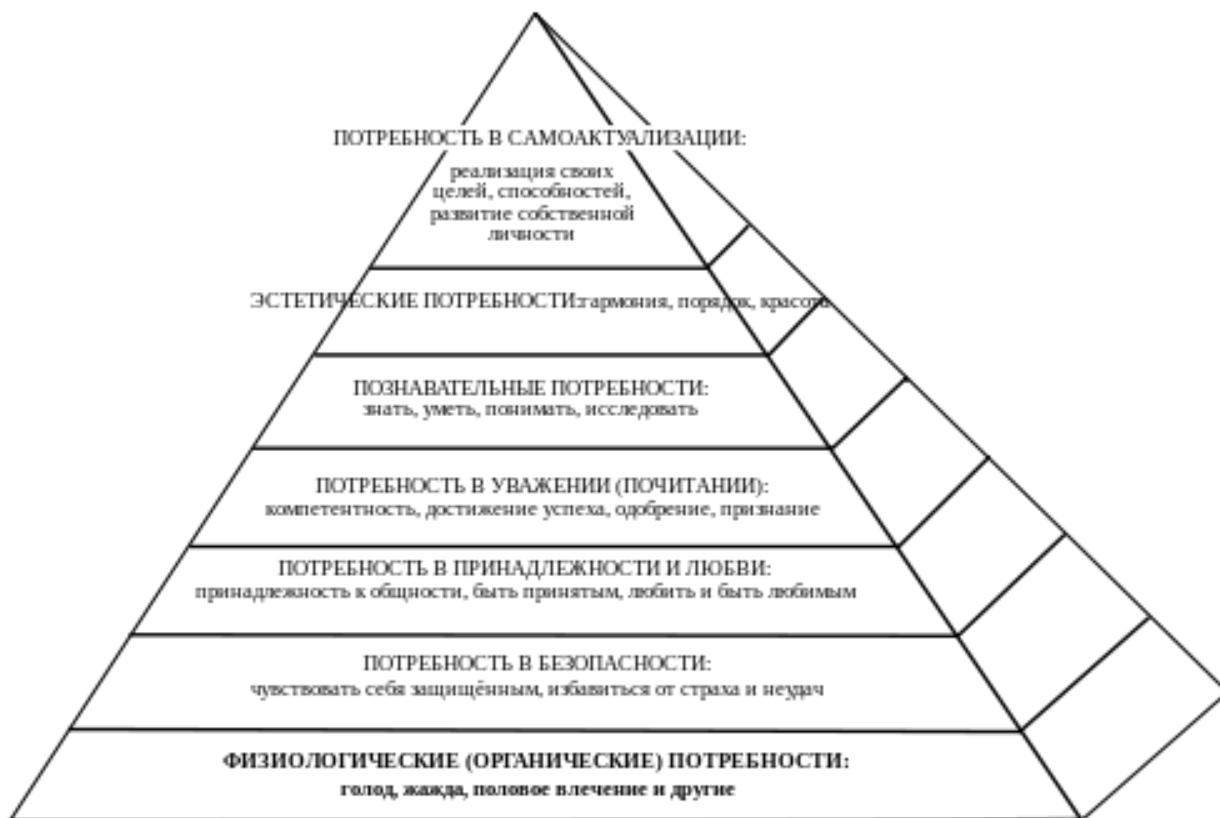 ПОТРЕБНОСТЬ В САМОАКТУАЛИЗАЦИИ:
реализация своих
целей, способностей,
развитие собственной
личности
ЭСТЕТИЧЕСКИЕ ПОТРЕБНОСТИ:гармония, порядок, красота
ПОЗНАВАТЕЛЬНЫЕ ПОТРЕБНОСТИ:
знать, уметь, понимать, исследовать
ПОТРЕБНОСТЬ В УВАЖЕНИИ (ПОЧИТАНИИ):
компетентность, достижение успеха, одобрение, признание
ПОТРЕБНОСТЬ В ПРИНАДЛЕЖНОСТИ И ЛЮБВИ:
принадлежность к общности, быть принятым, любить и быть любимым
ПОТРЕБНОСТЬ В БЕЗОПАСНОСТИ:
чувствовать себя защищённым, избавиться от страха и неудач
ФИЗИОЛОГИЧЕСКИЕ (ОРГАНИЧЕСКИЕ) ПОТРЕБНОСТИ:
голод, жажда, половое влечение и другие